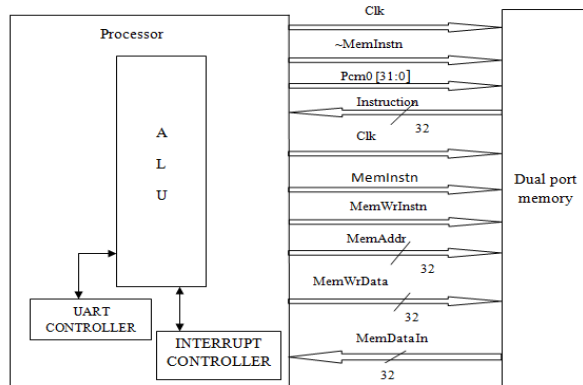 Processor
A
L
U
UART
CONTROLLER
INTERRUPT
CONTROLLER
Clk
~MemInstn
Pcm0 [31:0]
Instruction
32
Clk
MemInstn
MemWrInstn
MemAddr
32
MemWrData
32
MemDataIn
32
Dual port
memory